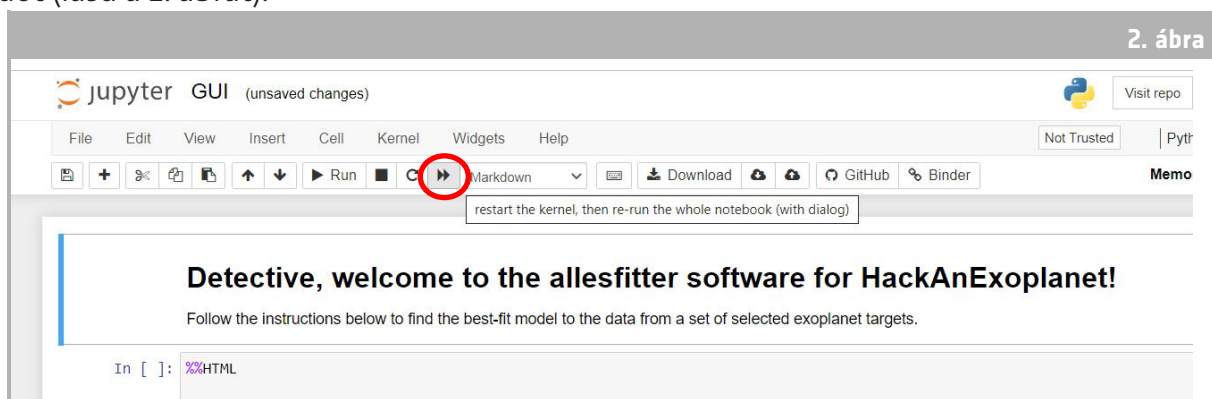 2. ábra
jupyter GUI (unsaved changes)
Visit repo
File Edit View Insert Cell Kernel Widgets Help
Not Trusted
Run Markdown Download GitHub Binder
restart the kernel, then re-run the whole notebook (with dialog)
Detective, welcome to the allesfitter software for HackAnExoplanet!
Follow the instructions below to find the best-fit model to the data from a set of selected exoplanet targets.
In [ ]: %%HTML